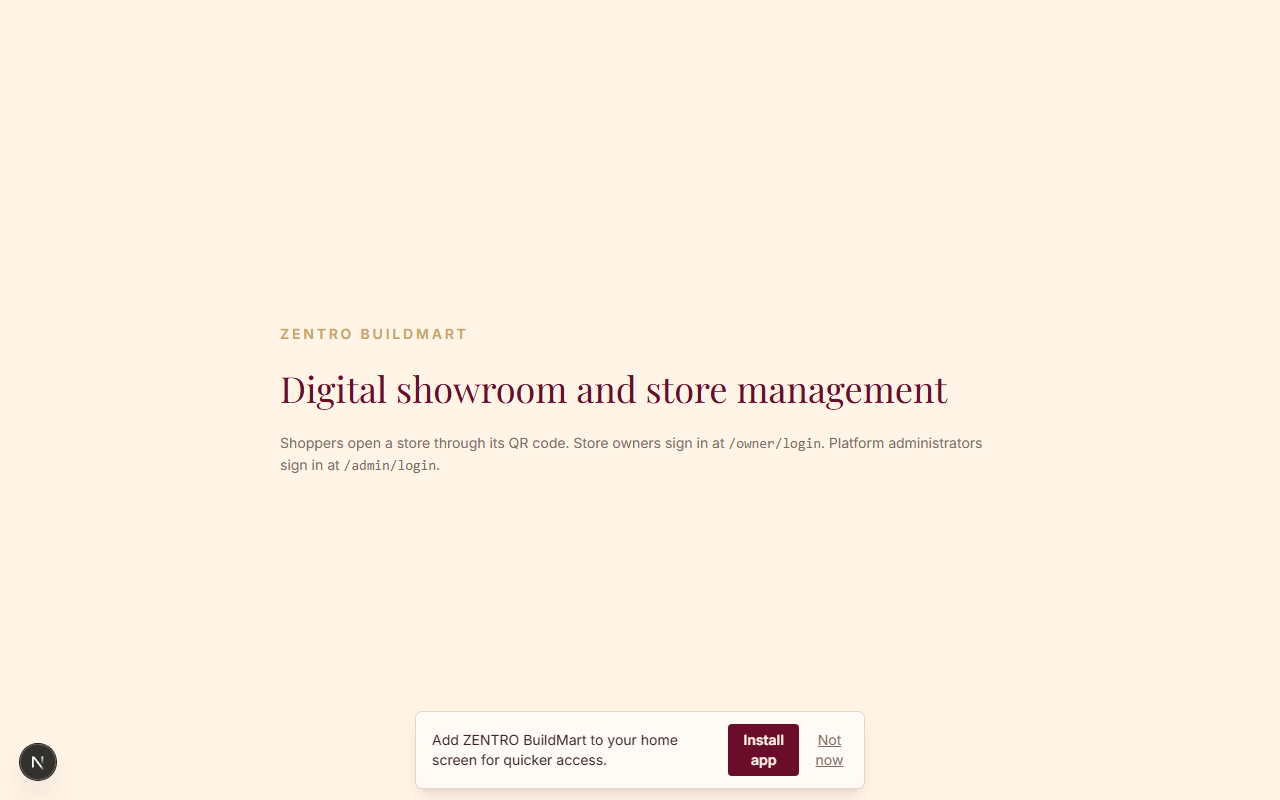 ZENTRO BUILDMART
Digital showroom and store management
Shoppers open a store through its QR code. Store owners sign in at /owner/login. Platform administrators
sign in at /admin/login.
Add ZENTRO BuildMart to your home
screen for quicker access.
Install
app
Not
now
N